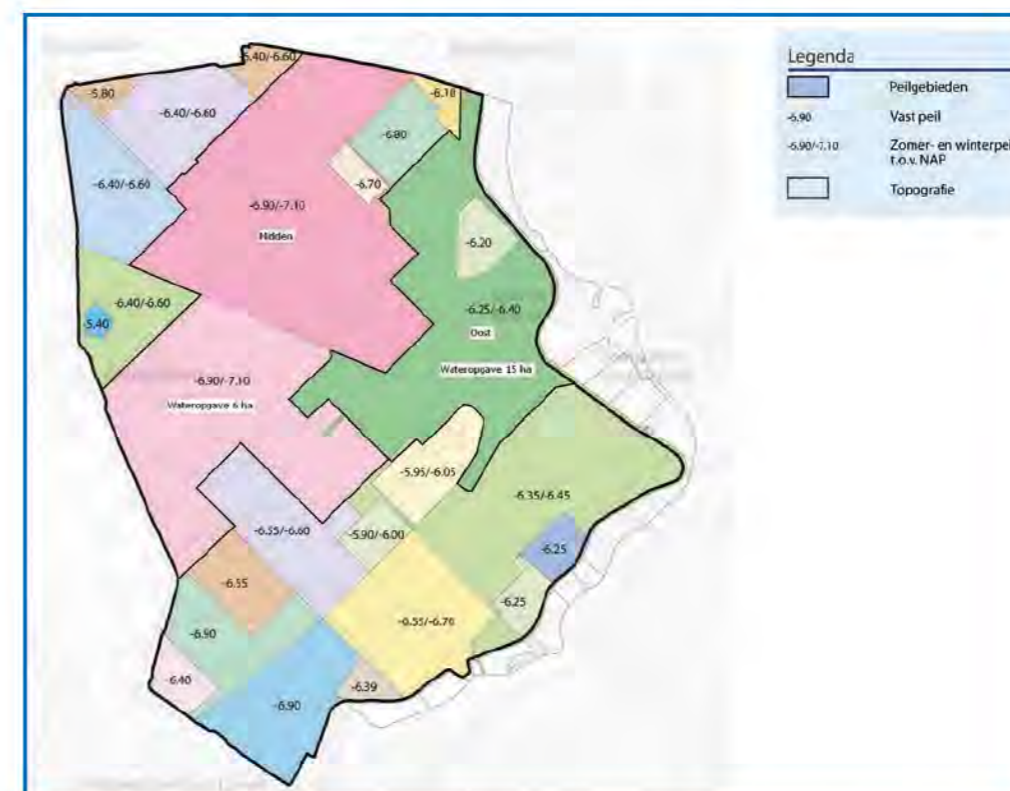 Legenda
Peilgebieden
-6.90 Vast peil
-6.90/-7.10 Zomer- en winterpei
t.o.v. NAP
Topografie
-6.40/-6.60
-5.80
-6.40/-6.60
-6.18
-6.80
-6.40/-6.60
-6.70
-6.90/-7.10
Midden
-6.20
-6.40/-6.60
-5.40
-6.25/-6.40
Oost
Wateropgave 15 ha
-6.90/-7.10
Wateropgave 6 ha
-5.95/-6.05
-6.35/-6.45
-6.55/-6.60
-5.90/-6.00
-6.25
-6.55
-6.25
-6.55/-6.70
-6.90
-6.40
-6.39
-6.90